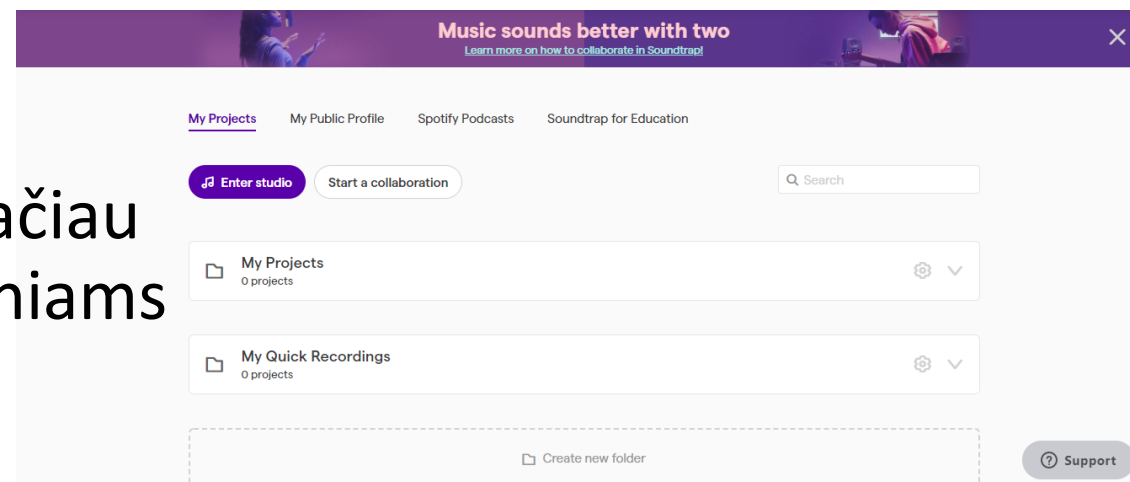 Music sounds better with two
Learn more on how to collaborate in Soundtrap!
My Projects My Public Profile Spotify Podcasts Soundtrap for Education
Enter studio Start a collaboration Search
My Projects
0 projects
My Quick Recordings
0 projects
Create new folder
Support